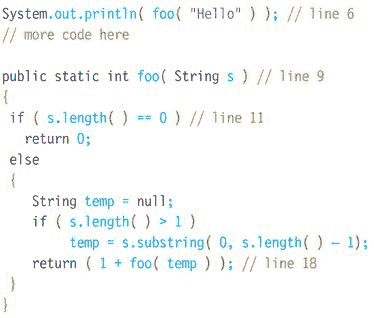 System.out.println( foo( "Hello" ) ); // line 6
// more code here
public static int foo( String s ) // line 9
{
if ( s.length( ) == 0 ) // line 11
return 0;
else
{
String temp = null;
if ( s.length( ) > 1 )
temp = s.substring( 0, s.length( ) – 1);
return ( 1 + foo( temp ) ); // line 18
}
}